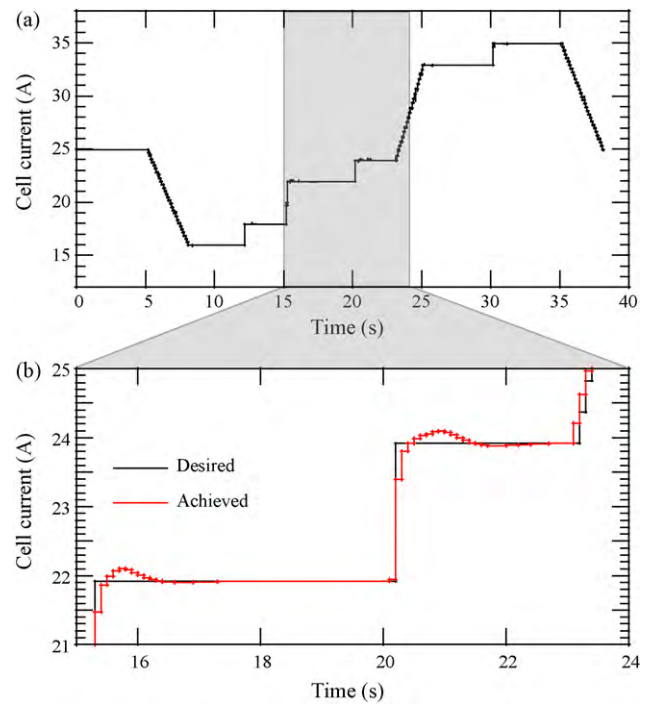 (a)
Cell current (A)
35
30
25
20
15
0 5 10 15 20 25 30 35 40
Time (s)
(b)
Cell current (A)
25
24
23
22
21
Desired
Achieved
16 18 20 22 24
Time (s)